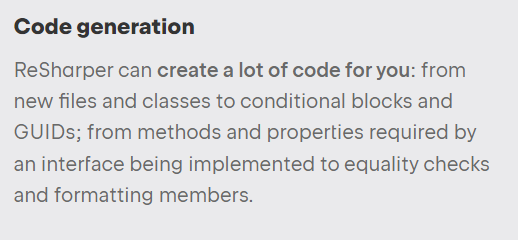 Code generation
ReSharper can create a lot of code for you: from
new files and classes to conditional blocks and
GUIDs; from methods and properties required by
an interface being implemented to equality checks
and formatting members.